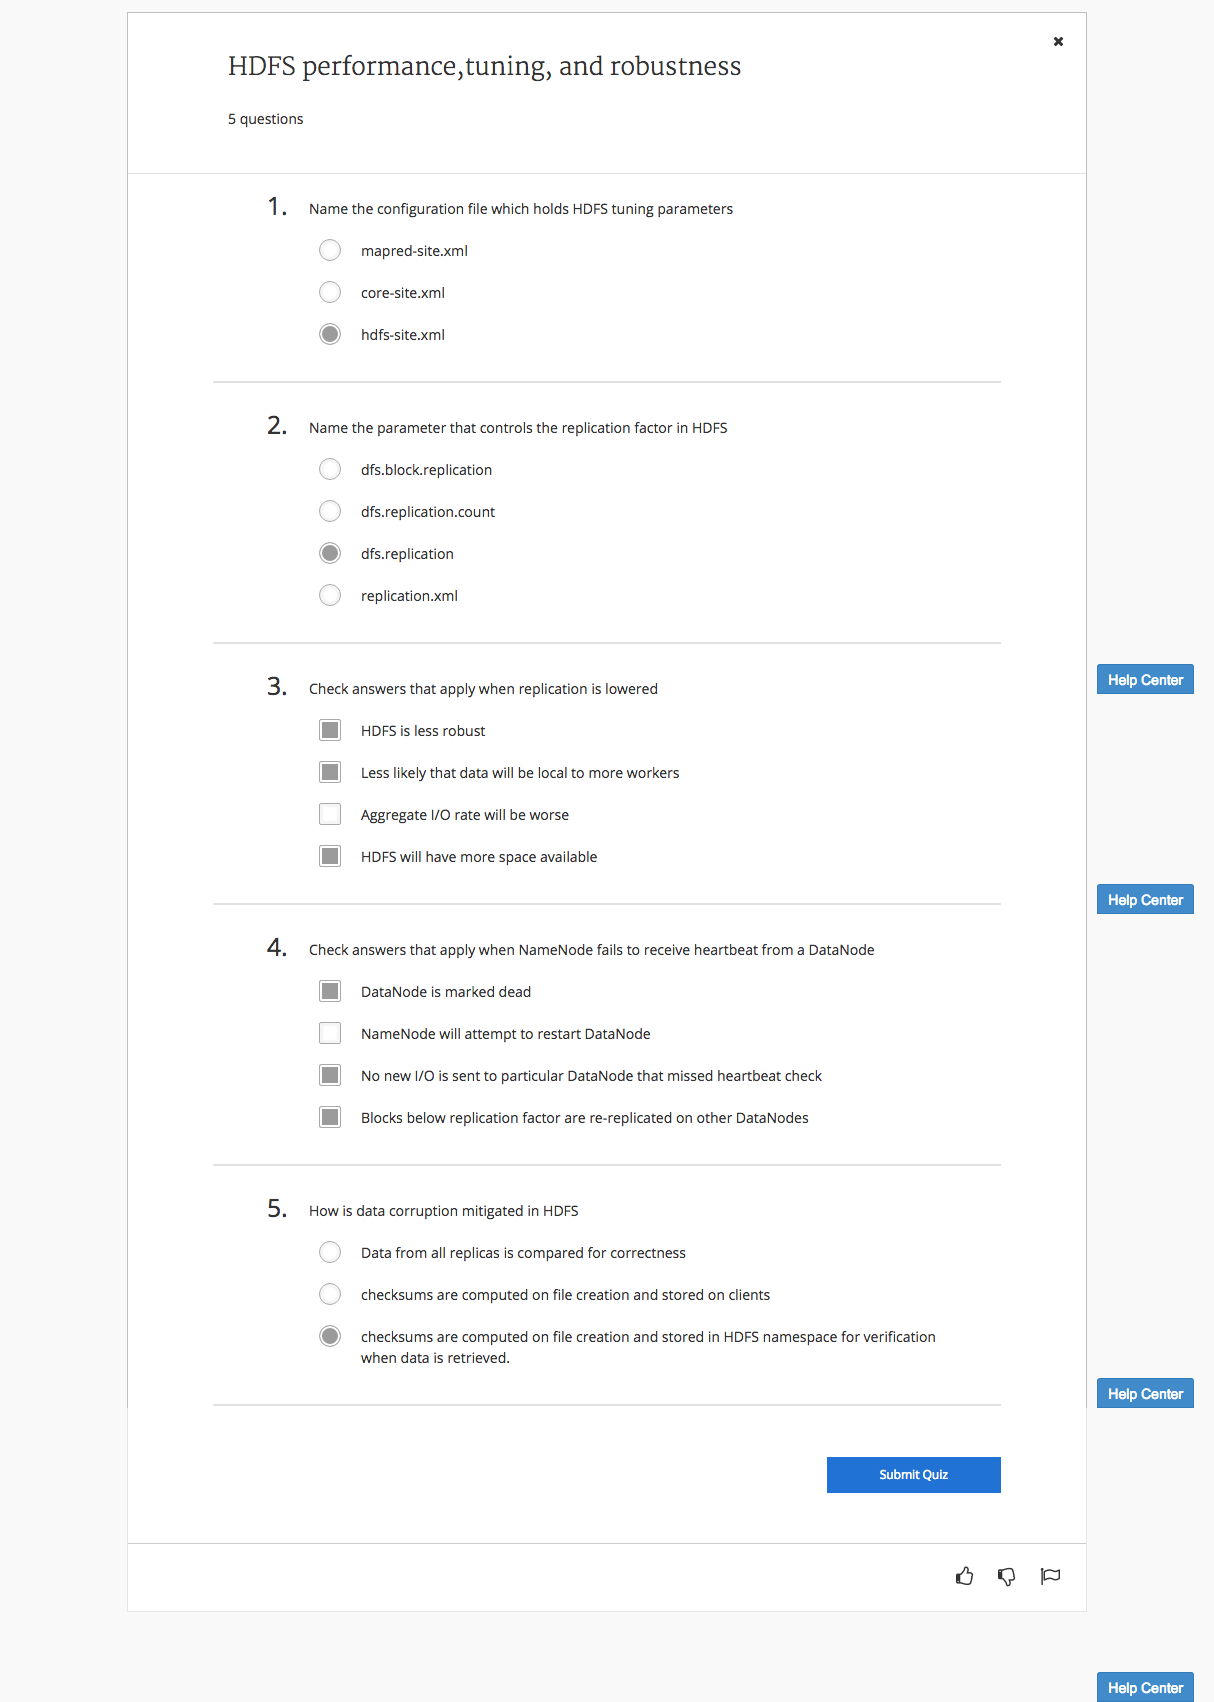 HDFS performance,tuning, and robustness
5 questions
1. Name the configuration file which holds HDFS tuning parameters
mapred-site.xml
core-site.xml
hdfs-site.xml
2. Name the parameter that controls the replication factor in HDFS
dfs.block.replication
dfs.replication.count
dfs.replication
replication.xml
Help Center
3. Check answers that apply when replication is lowered
HDFS is less robust
Less likely that data will be local to more workers
Aggregate I/O rate will be worse
HDFS will have more space available
Help Center
4. Check answers that apply when NameNode fails to receive heartbeat from a DataNode
DataNode is marked dead
NameNode will attempt to restart DataNode
No new I/O is sent to particular DataNode that missed heartbeat check
Blocks below replication factor are re-replicated on other DataNodes
5. How is data corruption mitigated in HDFS
Data from all replicas is compared for correctness
checksums are computed on file creation and stored on clients
checksums are computed on file creation and stored in HDFS namespace for verification
when data is retrieved.
Help Center
Submit Quiz
Help Center